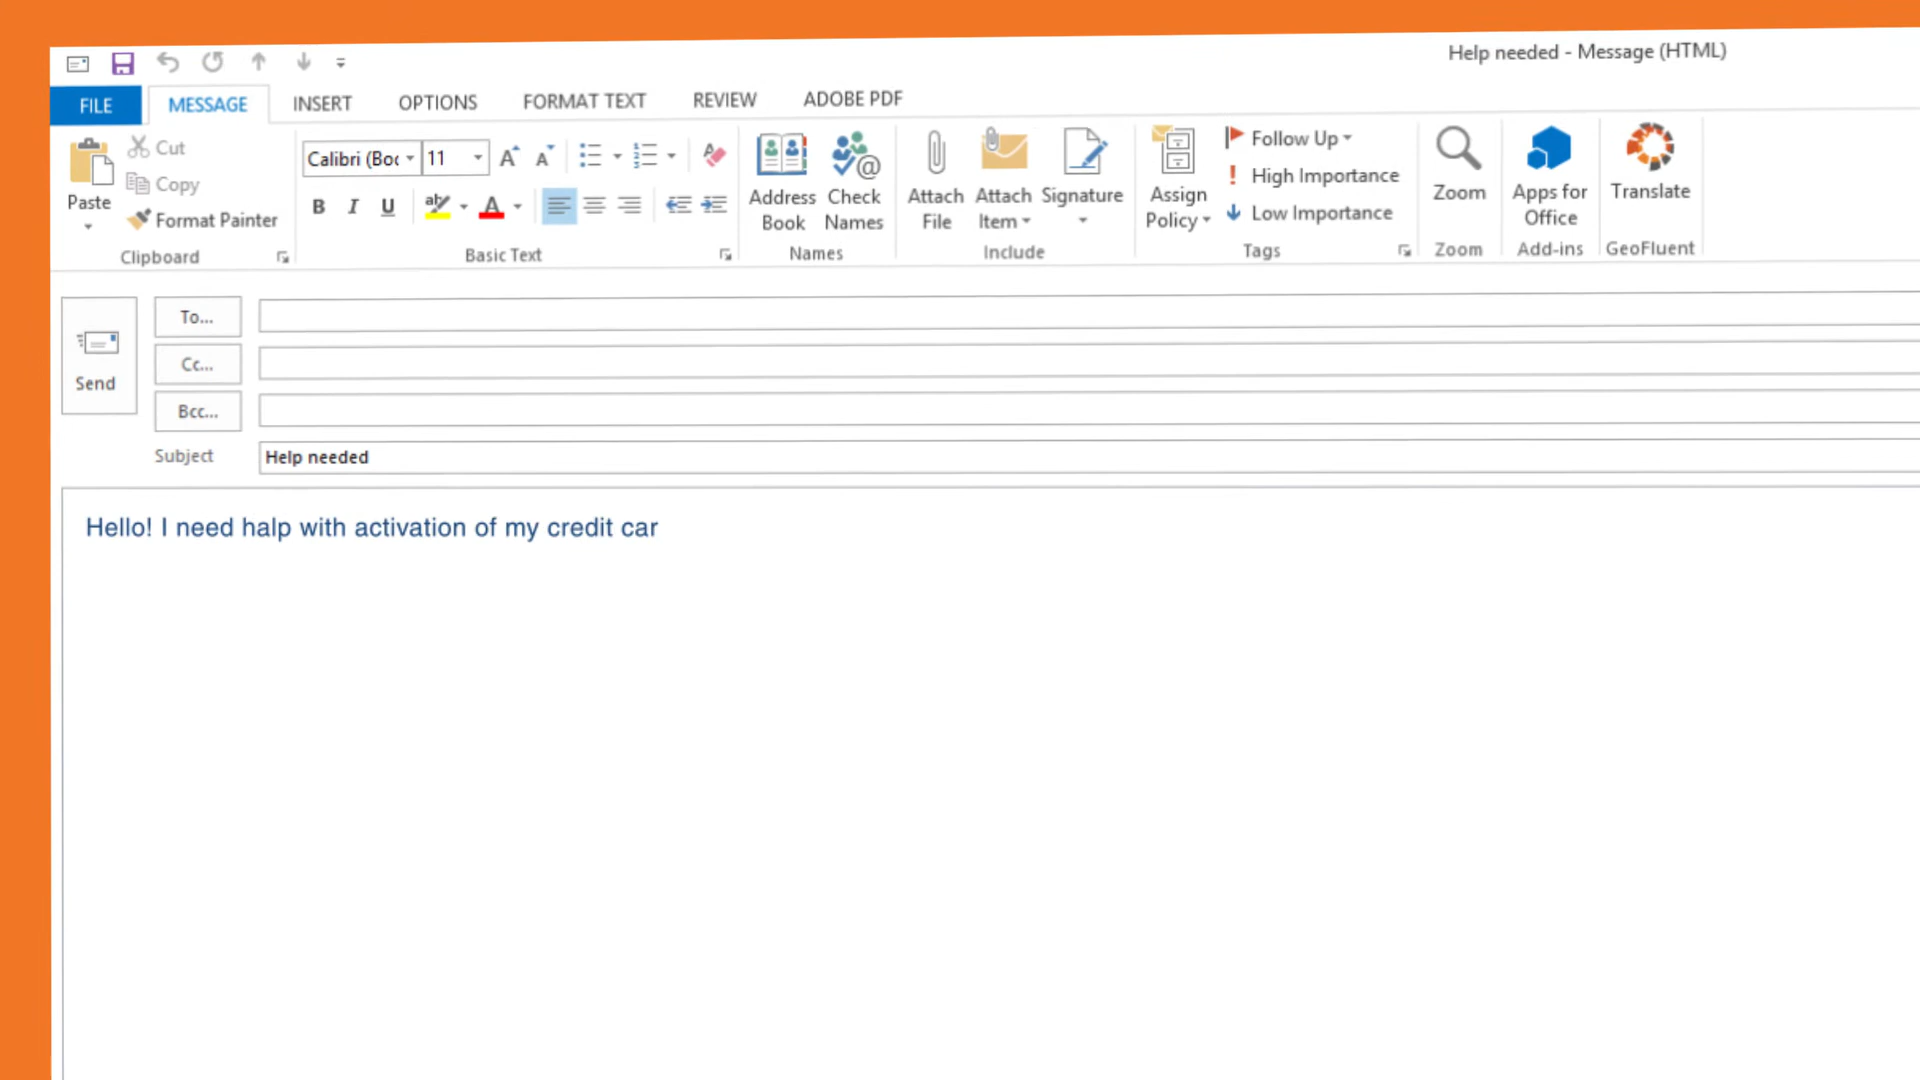 Help needed - Message (HTML)
FILE MESSAGE INSERT OPTIONS FORMAT TEXT REVIEW ADOBE PDF
Paste
Cut
Copy
Format Painter
Clipboard
Calibri (Boc 11
B I U
Basic Text
Address Book
Check Names
Names
Attach File
Attach Item
Signature
Include
Assign Policy
Follow Up
High Importance
Low Importance
Tags
Zoom
Zoom
Apps for Office
Add-ins
Translate
GeoFluent
Send
To...
Cc...
Bcc...
Subject Help needed
Hello! I need halp with activation of my credit car